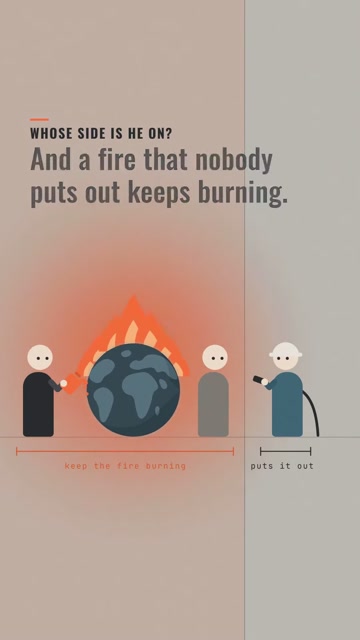 WHOSE SIDE IS HE ON?
And a fire that nobody
puts out keeps burning.
keep the fire burning
puts it out